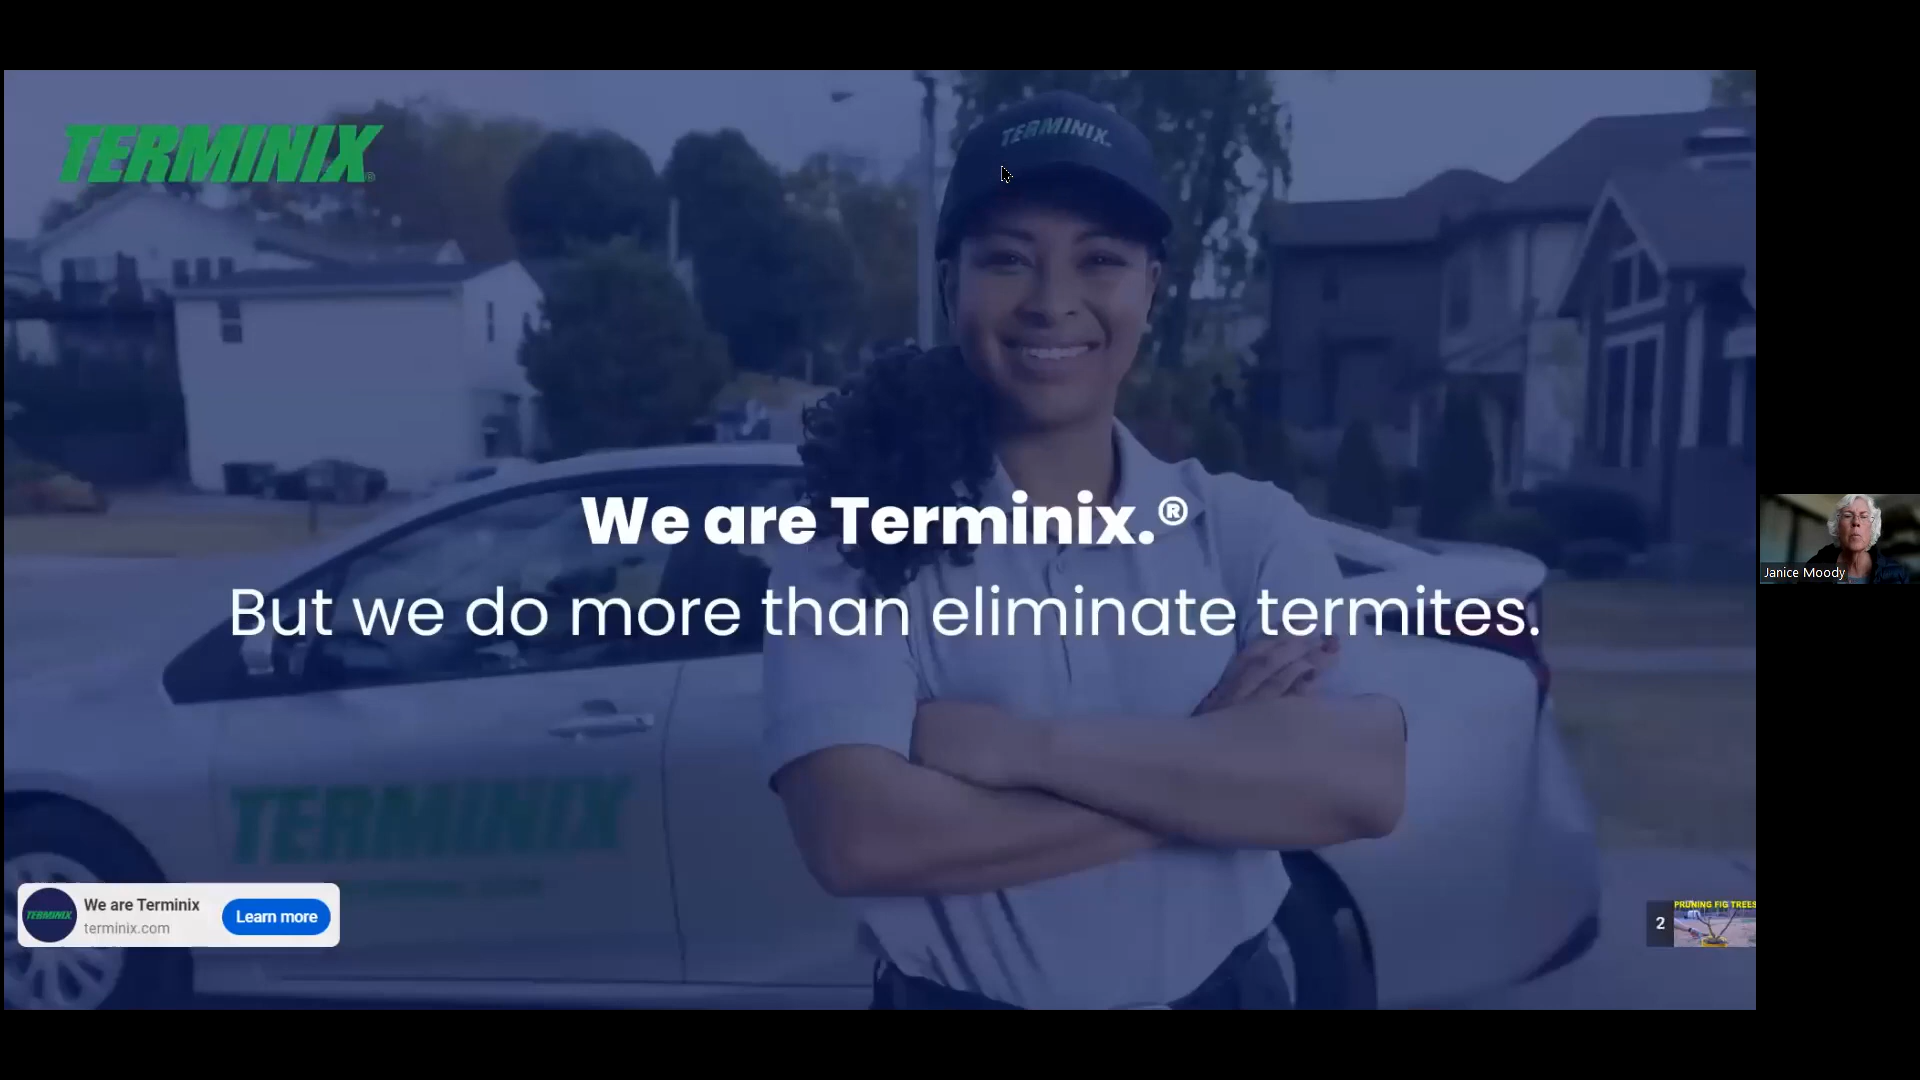 TERMINIX®
TERMINIX.
We are Terminix.®
But we do more than eliminate termites.
TERMINIX
TERMINIX
We are Terminix
terminix.com
Learn more
2
PRUNING FIG TREES
Janice Moody